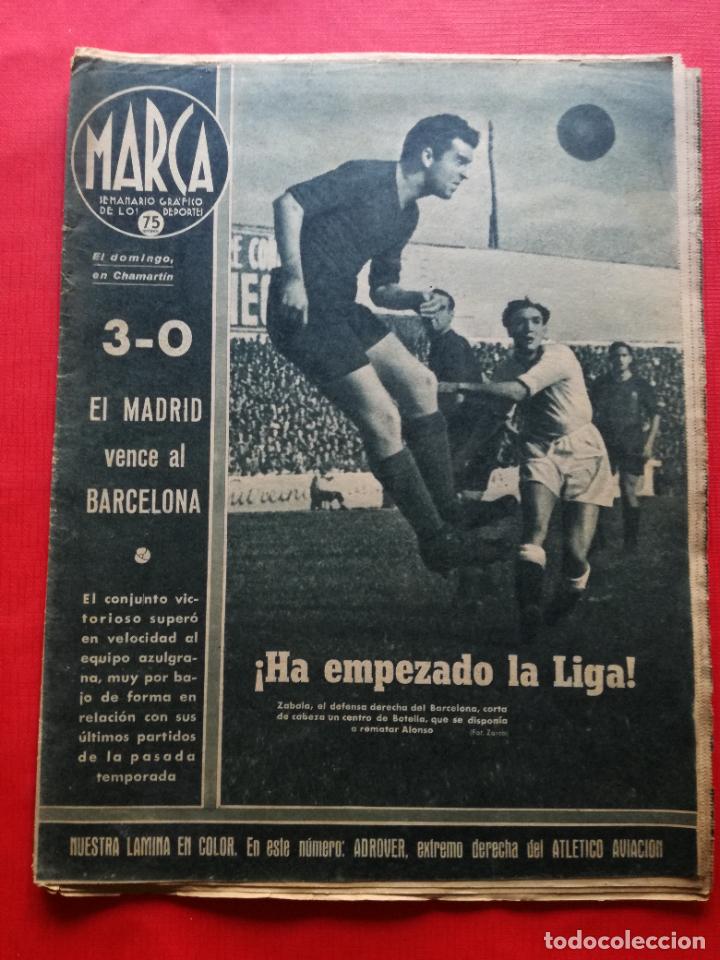 MARCA
SEMANARIO GRÁFICO
DE LOS DEPORTES
75
El domingo,
en Chamartín
3-0
El MADRID
vence al
BARCELONA
El conjunto vic-
torioso superó
en velocidad al
equipo azulgra-
na, muy por ba-
jo de forma en
relación con sus
últimos partidos
de la pasada
temporada
E CO
¡Ha empezado la Liga!
Zabala, el defensa derecha del Barcelona, corta
de cabeza un centro de Botella, que se disponía
a rematar Alonso
(Fot. Zarco)
NUESTRA LAMINA EN COLOR. En este número: ADROVER, extremo derecha del ATLETICO AVIACION
todocoleccion